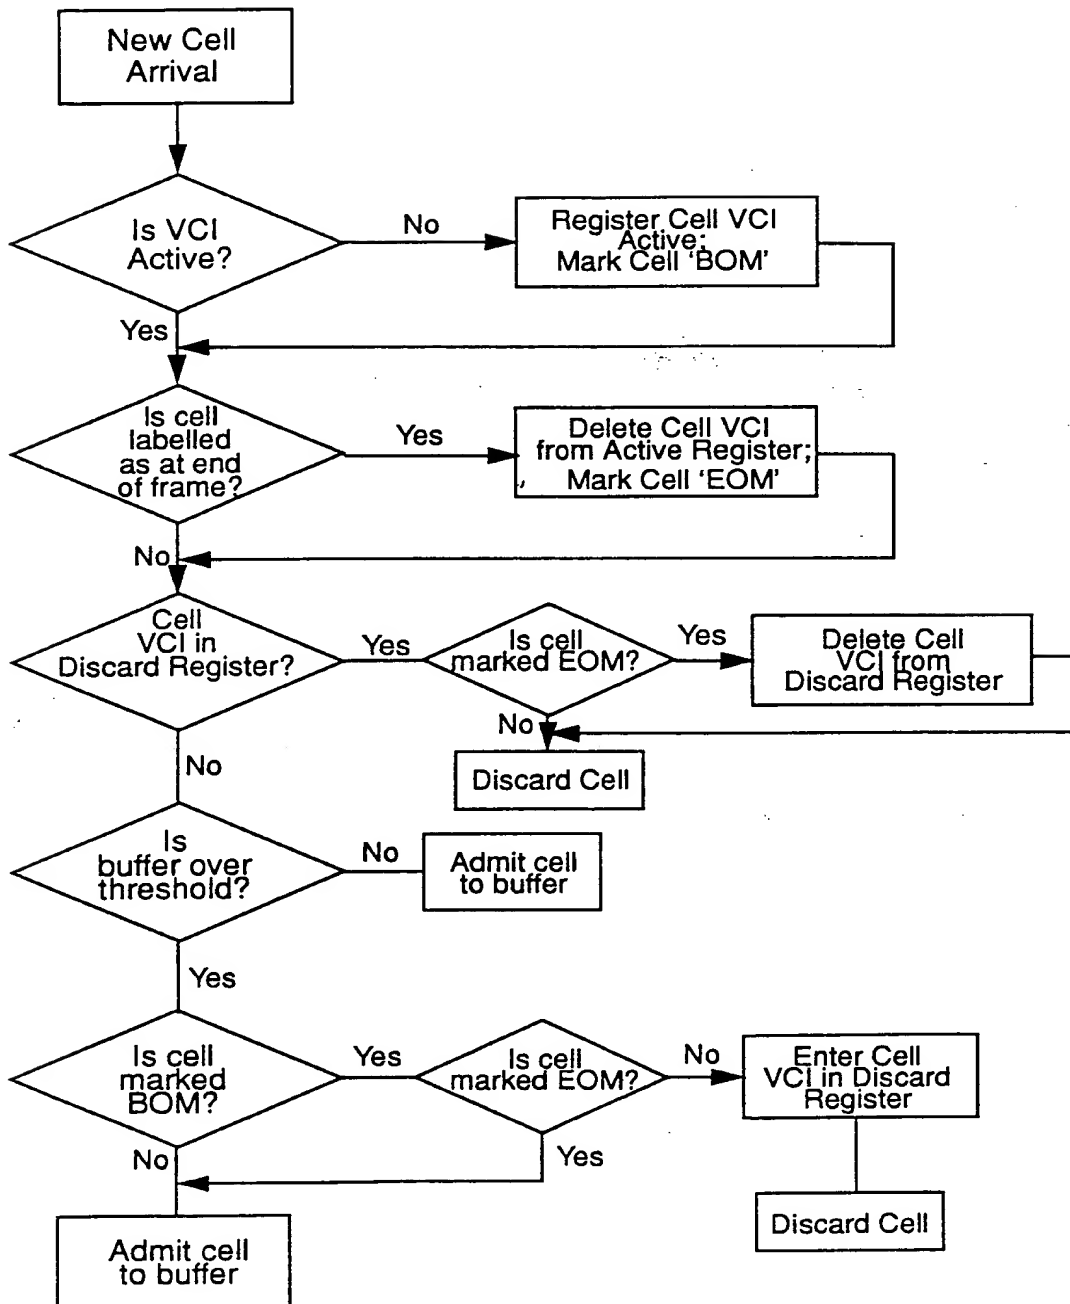 New Cell
Arrival
Is VCI
Active?
No
Register Cell VCI
Active;
Mark Cell 'BOM'
Yes
Is cell
labelled
as at end
of frame?
Yes
Delete Cell VCI
from Active Register;
Mark Cell 'EOM'
No
Cell
VCI in
Discard Register?
Yes
Is cell
marked EOM?
Yes
Delete Cell
VCI from
Discard Register
No
Discard Cell
No
Is
buffer over
threshold?
No
Admit cell
to buffer
Yes
Is cell
marked
BOM?
Yes
Is cell
marked EOM?
No
Enter Cell
VCI in Discard
Register
No
Yes
Discard Cell
Admit cell
to buffer